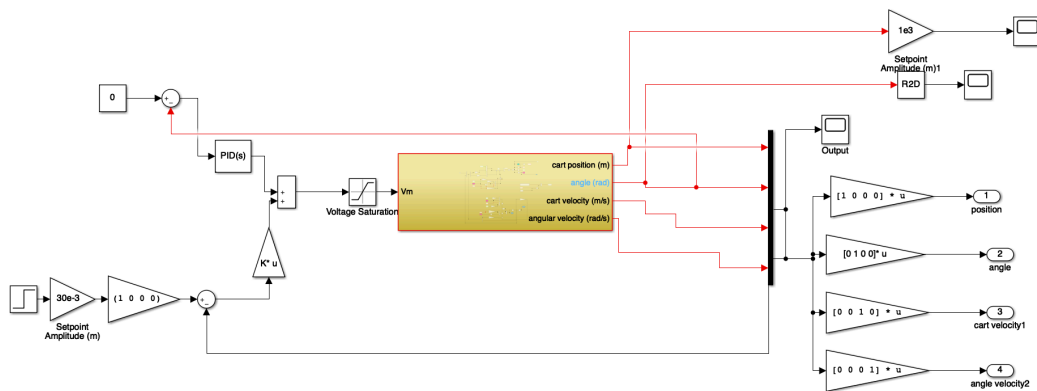 1e3
Setpoint
Amplitude (m)1
R2D
0
PID(s)
Output
cart position (m)
angle (rad)
Vm
cart velocity (m/s)
angular velocity (rad/s)
Voltage Saturation
[1 0 0 0] * u
1
position
K* u
[0 1 0 0]* u
2
angle
30e-3
(1 0 0 0)
Setpoint
Amplitude (m)
[0 0 1 0] * u
3
cart velocity1
[0 0 0 1] * u
4
angle velocity2